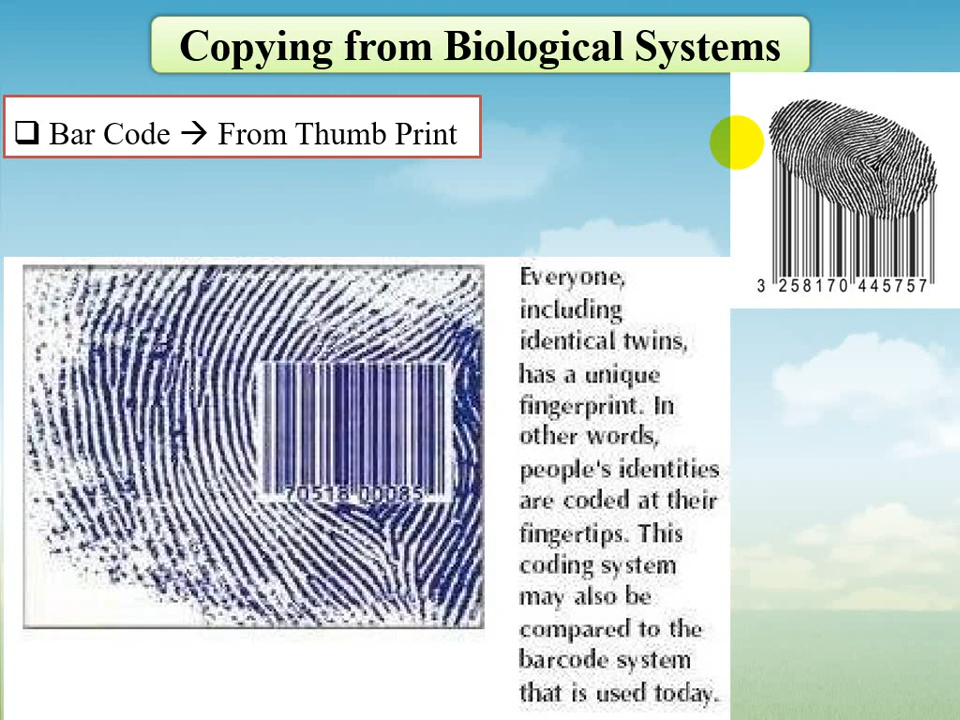 Copying from Biological Systems
Bar Code → From Thumb Print
3 258170 445757
70518 00085
Everyone,
including
identical twins,
has a unique
fingerprint. In
other words,
people's identities
are coded at their
fingertips. This
coding system
may also be
compared to the
barcode system
that is used today.